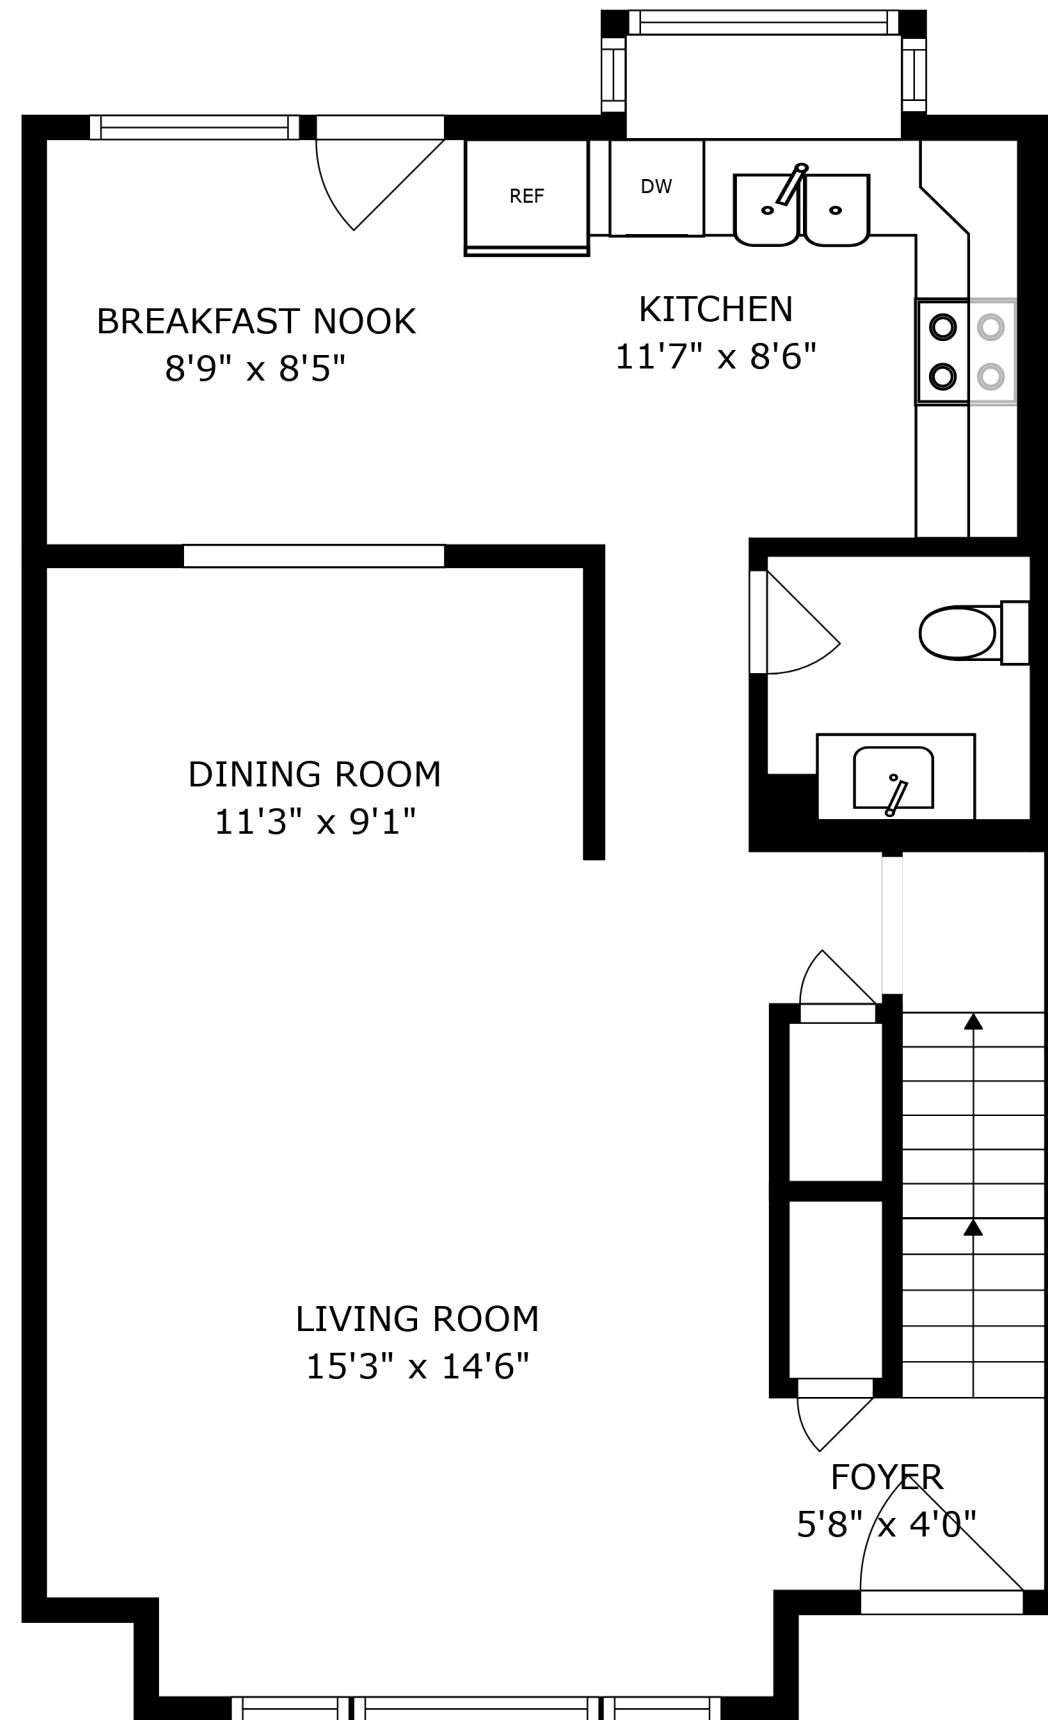 REF
DW
BREAKFAST NOOK
8'9" x 8'5"
KITCHEN
11'7" x 8'6"
DINING ROOM
11'3" x 9'1"
LIVING ROOM
15'3" x 14'6"
FOYER
5'8" x 4'0"